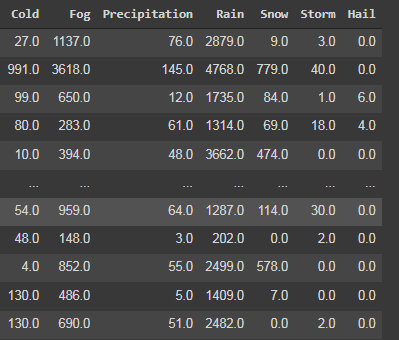 Cold Fog Precipitation Rain Snow Storm Hail
27.0 1137.0 76.0 2879.0 9.0 3.0 0.0
991.0 3618.0 145.0 4768.0 779.0 40.0 0.0
99.0 650.0 12.0 1735.0 84.0 1.0 6.0
80.0 283.0 61.0 1314.0 69.0 18.0 4.0
10.0 394.0 48.0 3662.0 474.0 0.0 0.0
... ... ... ... ... ... ...
54.0 959.0 64.0 1287.0 114.0 30.0 0.0
48.0 148.0 3.0 202.0 0.0 2.0 0.0
4.0 852.0 55.0 2499.0 578.0 0.0 0.0
130.0 486.0 5.0 1409.0 7.0 0.0 0.0
130.0 690.0 51.0 2482.0 0.0 2.0 0.0